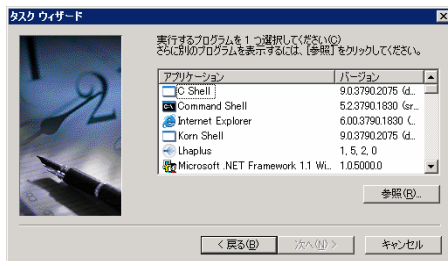 タスク ウィザード
実行するプログラムを 1 つ選択してください(C)
さらに別のプログラムを表示するには、[参照] をクリックしてください。
アプリケーション バージョン
C Shell 9.0.3790.2075 (d...
Command Shell 5.2.3790.1830 (sr...
Internet Explorer 6.00.3790.1830 (...
Korn Shell 9.0.3790.2075 (d...
Lhaplus 1, 5, 2, 0
Microsoft .NET Framework 1.1 Wi... 1.0.5000.0
参照(R)...
< 戻る(B) 次へ(N) > キャンセル